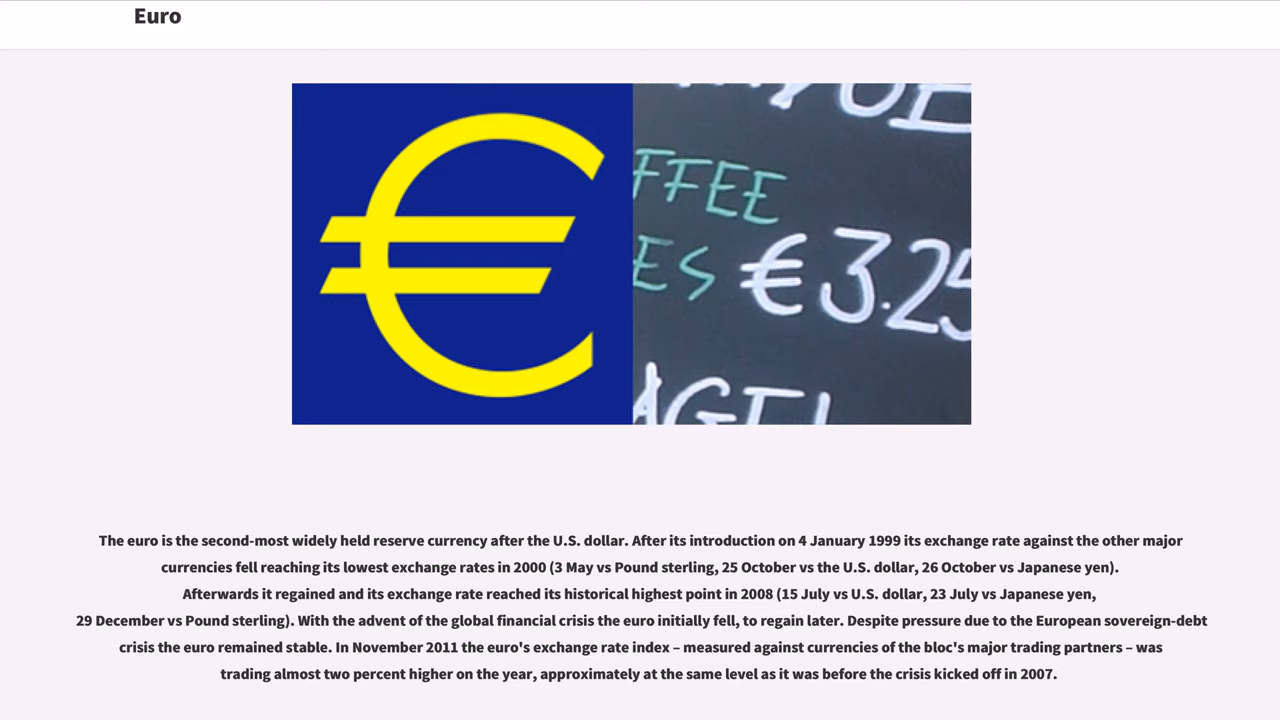 Euro
€
FFEE
ES €3.25
AGEL
The euro is the second-most widely held reserve currency after the U.S. dollar. After its introduction on 4 January 1999 its exchange rate against the other major
currencies fell reaching its lowest exchange rates in 2000 (3 May vs Pound sterling, 25 October vs the U.S. dollar, 26 October vs Japanese yen).
Afterwards it regained and its exchange rate reached its historical highest point in 2008 (15 July vs U.S. dollar, 23 July vs Japanese yen,
29 December vs Pound sterling). With the advent of the global financial crisis the euro initially fell, to regain later. Despite pressure due to the European sovereign-debt
crisis the euro remained stable. In November 2011 the euro's exchange rate index – measured against currencies of the bloc's major trading partners – was
trading almost two percent higher on the year, approximately at the same level as it was before the crisis kicked off in 2007.